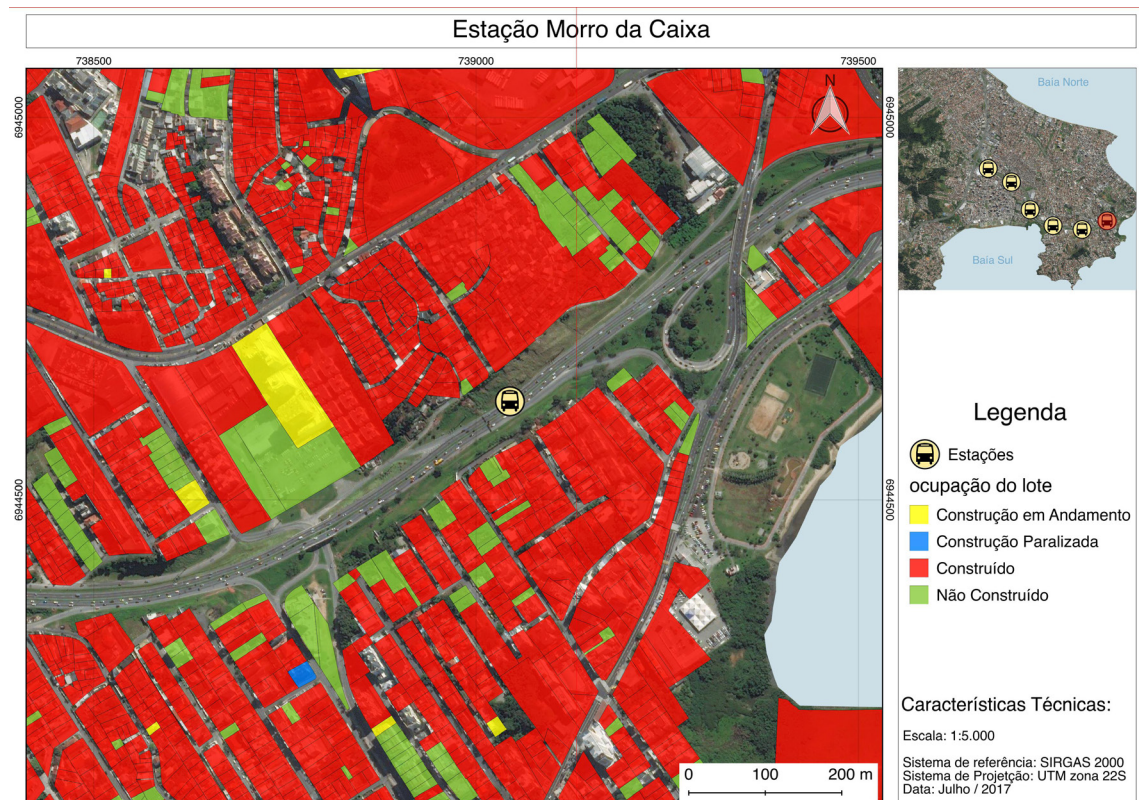 Estação Morro da Caixa
738500
739000
739500
6945000
6945000
N
Baía Norte
Baía Sul
6944500
6944500
Legenda
Estações
ocupação do lote
Construção em Andamento
Construção Paralizada
Construído
Não Construído
Características Técnicas:
Escala: 1:5.000
Sistema de referência: SIRGAS 2000
Sistema de Projetção: UTM zona 22S
Data: Julho / 2017
0 100 200 m